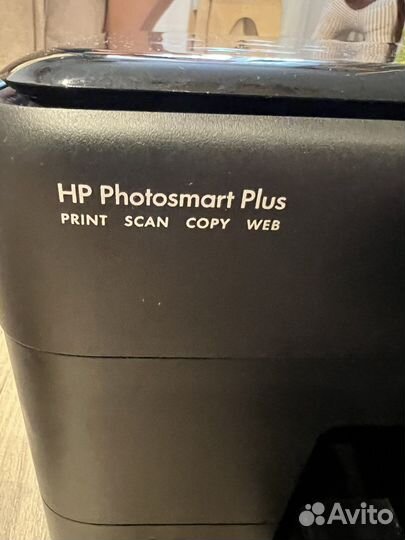 HP Photosmart Plus
PRINT SCAN COPY WEB
Avito